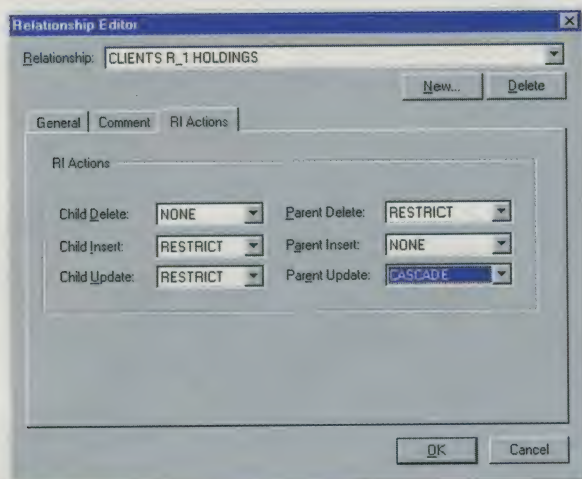 Relationship Editor
Relationship: CLIENTS R_1 HOLDINGS
New... Delete
General Comment RI Actions
RI Actions
Child Delete: NONE Parent Delete: RESTRICT
Child Insert: RESTRICT Parent Insert: NONE
Child Update: RESTRICT Parent Update: CASCADE
OK Cancel